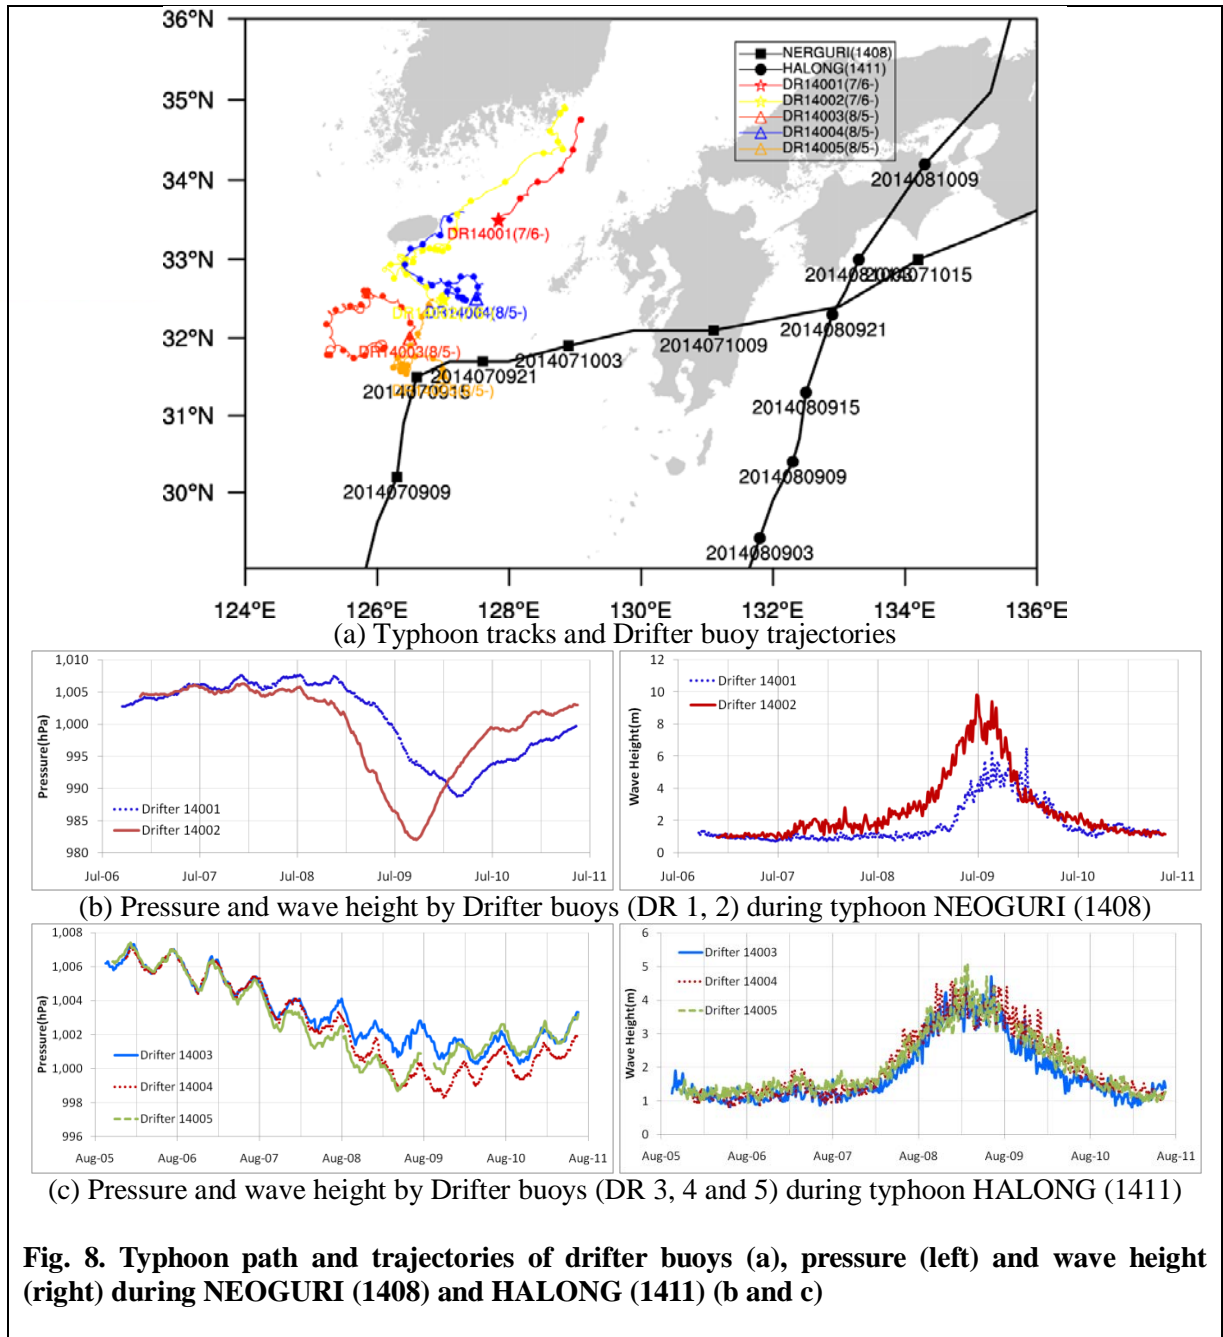 36°N
35°N
34°N
33°N
32°N
31°N
30°N
124°E
126°E
128°E
130°E
132°E
134°E
136°E
NERGURI(1408)
HALONG(1411)
DR14001(7/6-)
DR14002(7/6-)
DR14003(8/5-)
DR14004(8/5-)
DR14005(8/5-)
2014081009
DR14001(7/6-)
2014071015
DR14004(8/5-)
2014080921
2014071009
DR14003(8/5-)
2014071003
2014070921
2014070915
2014080915
2014080909
2014070909
2014080903
(a) Typhoon tracks and Drifter buoy trajectories
Pressure(hPa)
1,010
1,005
1,000
995
990
985
980
Drifter 14001
Drifter 14002
Jul-06
Jul-07
Jul-08
Jul-09
Jul-10
Jul-11
Wave Height(m)
12
10
8
6
4
2
0
Drifter 14001
Drifter 14002
Jul-06
Jul-07
Jul-08
Jul-09
Jul-10
Jul-11
(b) Pressure and wave height by Drifter buoys (DR 1, 2) during typhoon NEOGURI (1408)
Pressure(hPa)
1,008
1,006
1,004
1,002
1,000
998
996
Drifter 14003
Drifter 14004
Drifter 14005
Aug-05
Aug-06
Aug-07
Aug-08
Aug-09
Aug-10
Aug-11
Wave Height(m)
6
5
4
3
2
1
0
Drifter 14003
Drifter 14004
Drifter 14005
Aug-05
Aug-06
Aug-07
Aug-08
Aug-09
Aug-10
Aug-11
(c) Pressure and wave height by Drifter buoys (DR 3, 4 and 5) during typhoon HALONG (1411)
Fig. 8. Typhoon path and trajectories of drifter buoys (a), pressure (left) and wave height
(right) during NEOGURI (1408) and HALONG (1411) (b and c)